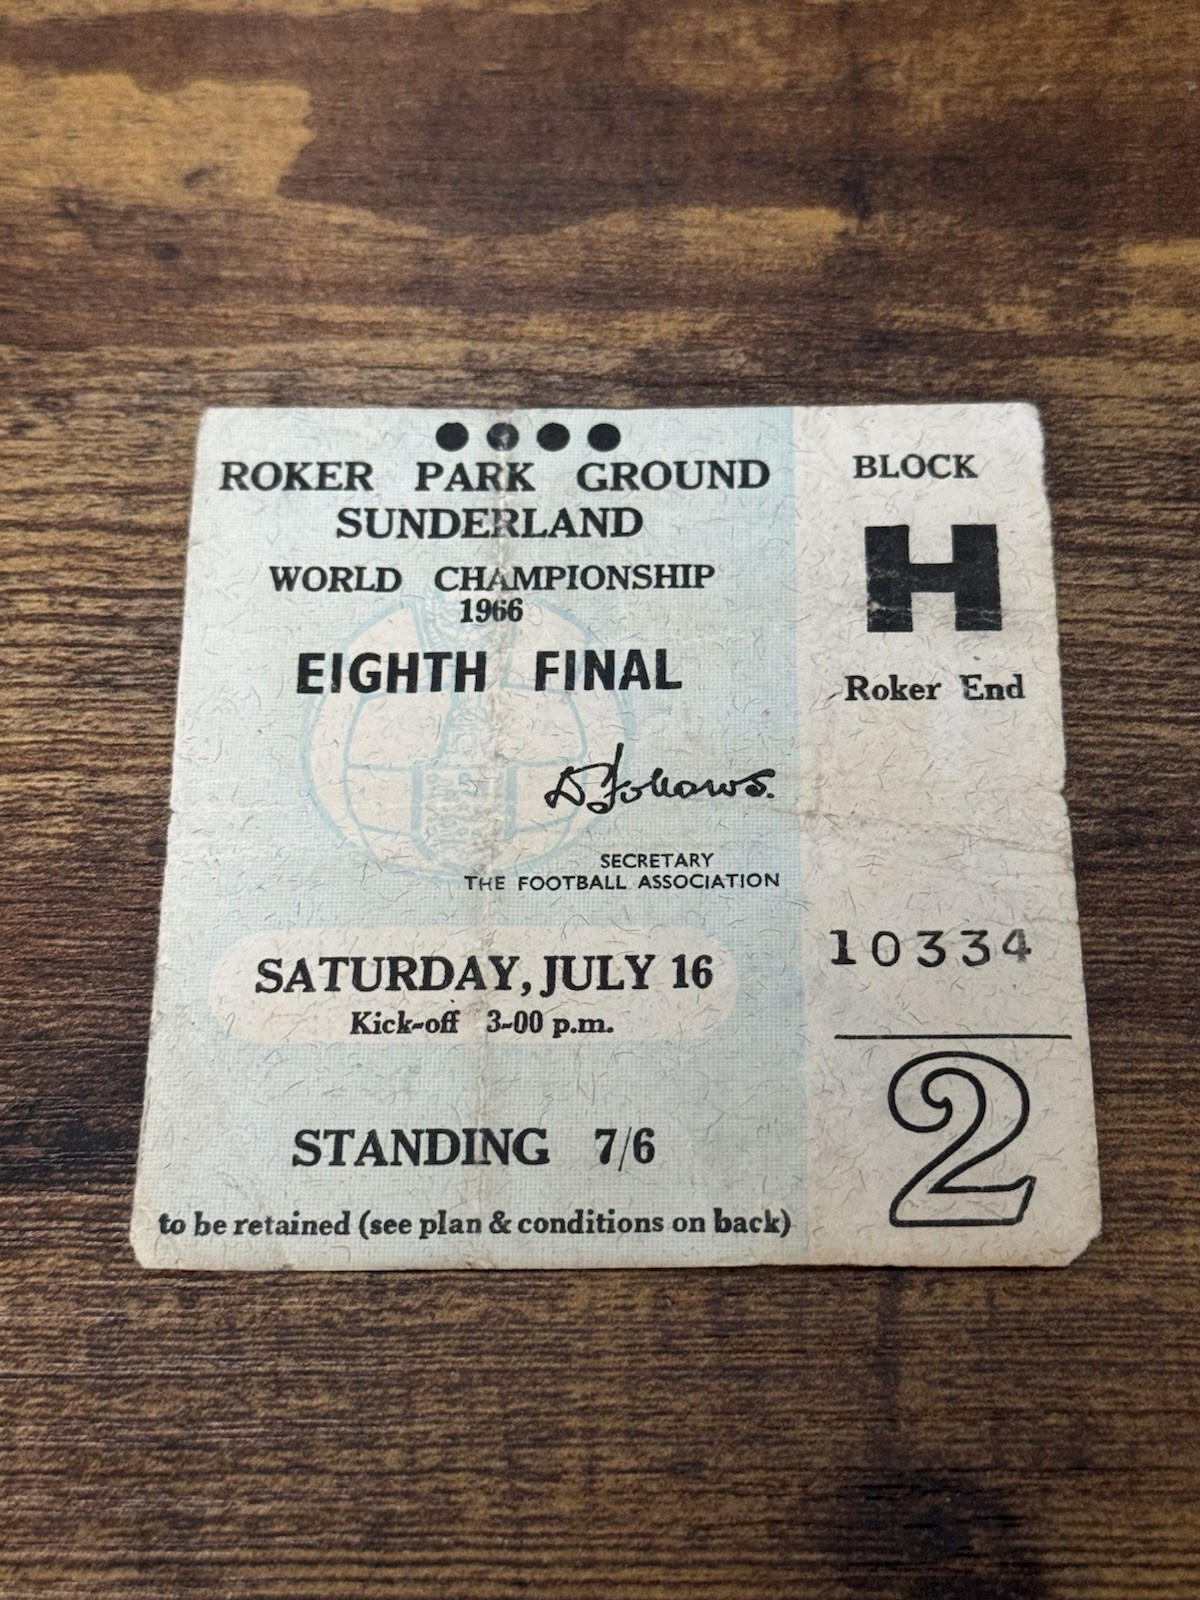 ROKER PARK GROUND
SUNDERLAND
WORLD CHAMPIONSHIP
1966
EIGHTH FINAL
D Follows.
SECRETARY
THE FOOTBALL ASSOCIATION
SATURDAY, JULY 16
Kick-off 3-00 p.m.
STANDING 7/6
to be retained (see plan & conditions on back)
BLOCK
H
Roker End
10334
2